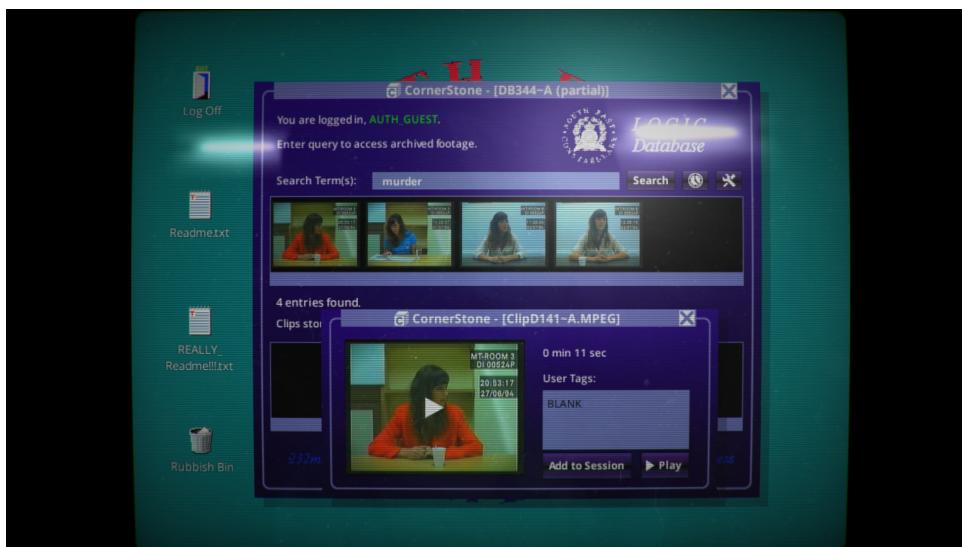 Log Off
Readme.txt
REALLY_
Readme!!!.txt
Rubbish Bin
CornerStone - [DB344~A (partial)]
You are logged in, AUTH_GUEST.
Enter query to access archived footage.
LOGIC
Database
Search Term(s):
murder
Search
4 entries found.
CornerStone - [ClipD141~A.MPEG]
MT-ROOM 3
DI 00524P
20:53:17
27/06/94
0 min 11 sec
User Tags:
BLANK
Add to Session
Play